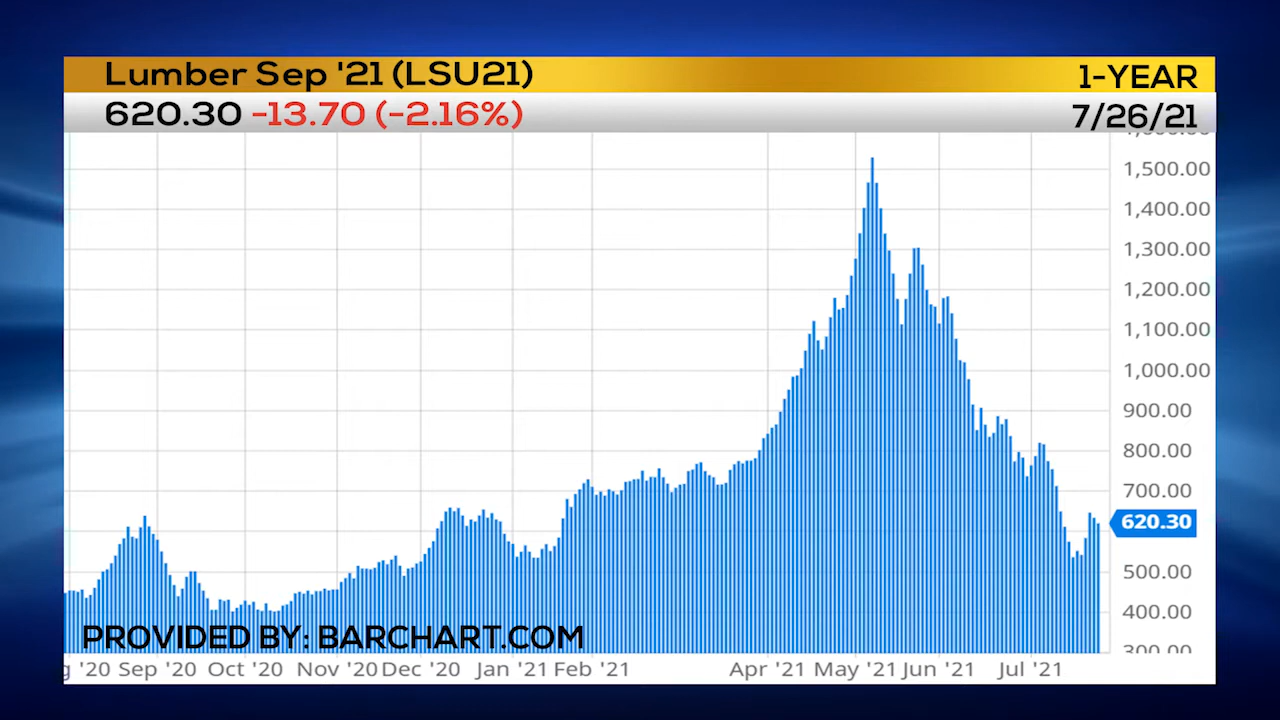 Lumber Sep '21 (LSU21)
1-YEAR
620.30 -13.70 (-2.16%)
7/26/21
1,500.00
1,400.00
1,300.00
1,200.00
1,100.00
1,000.00
900.00
800.00
700.00
620.30
500.00
400.00
300.00
PROVIDED BY: BARCHART.COM
'20 Sep '20 Oct '20 Nov '20 Dec '20 Jan '21 Feb '21 Apr '21 May '21 Jun '21 Jul '21